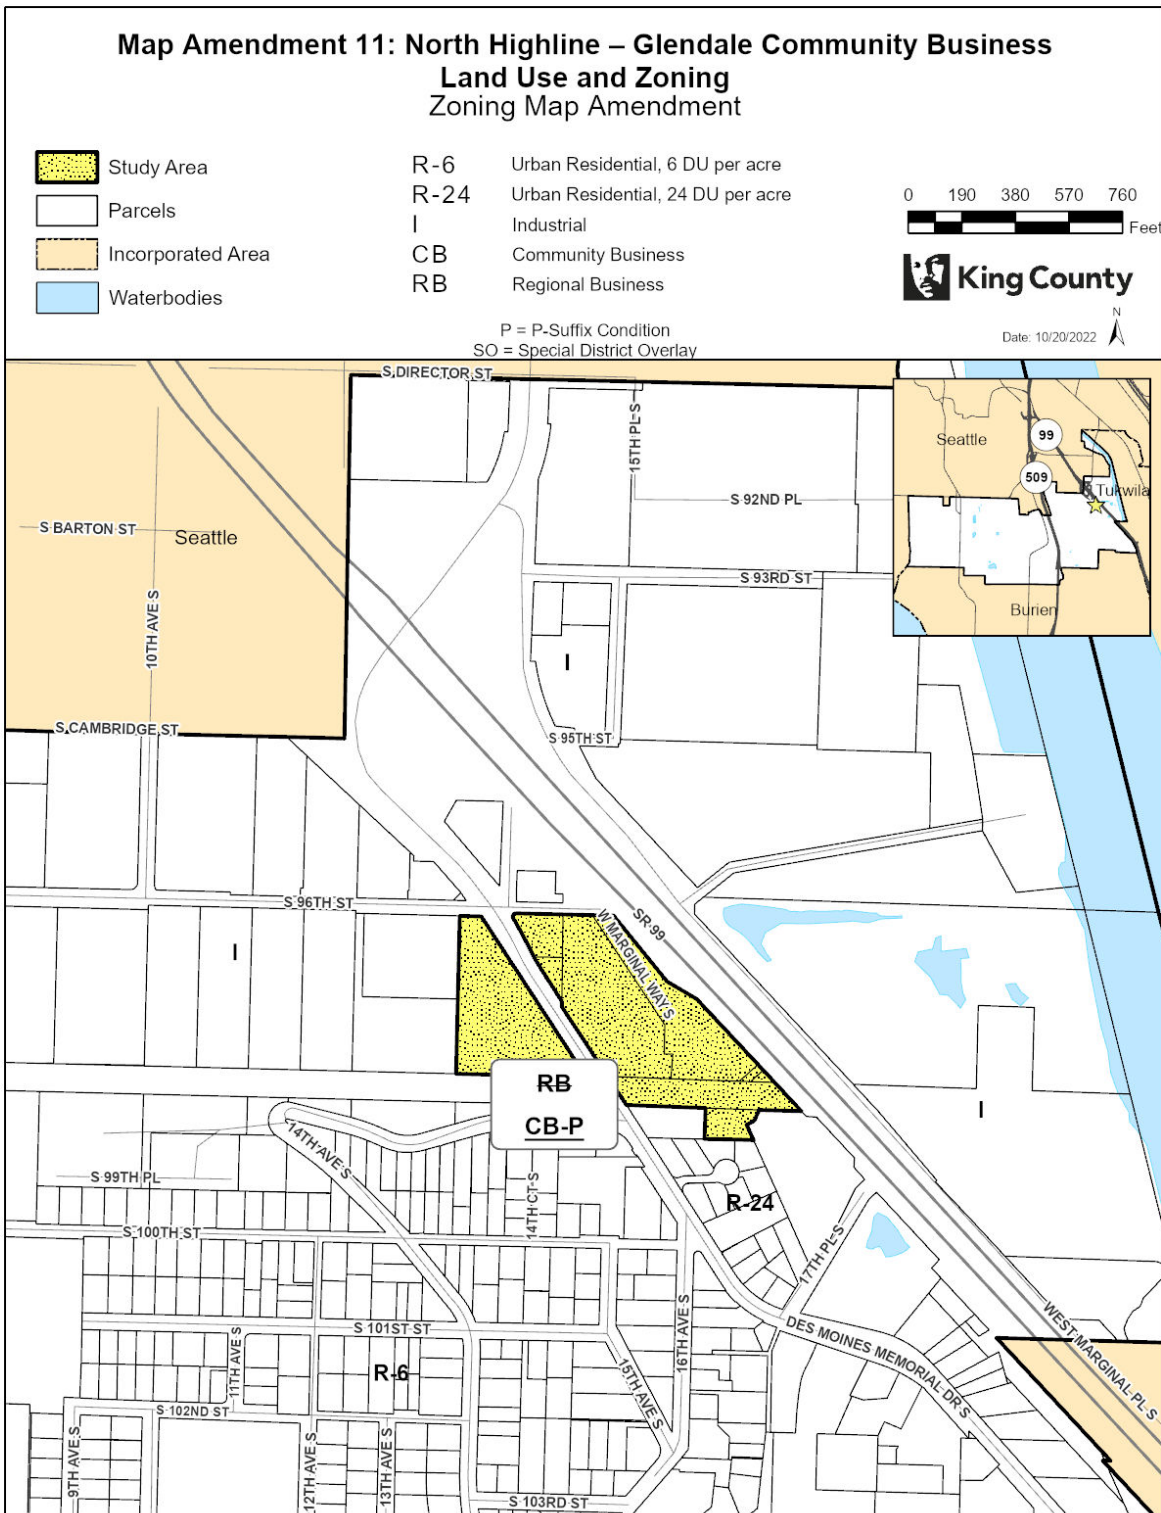 Map Amendment 11: North Highline – Glendale Community Business
Land Use and Zoning
Zoning Map Amendment
Study Area
Parcels
Incorporated Area
Waterbodies
R-6 Urban Residential, 6 DU per acre
R-24 Urban Residential, 24 DU per acre
I Industrial
CB Community Business
RB Regional Business
P = P-Suffix Condition
SO = Special District Overlay
0 190 380 570 760
Feet
King County
N
Date: 10/20/2022
S DIRECTOR ST
15TH PL S
S 92ND PL
S BARTON ST
Seattle
10TH AVE S
S 93RD ST
I
S CAMBRIDGE ST
S 95TH ST
Seattle
99
509
Tukwila
Burien
S 96TH ST
SR-99
W MARGINAL WAY S
I
RB
CB-P
I
14TH AVE S
S 99TH PL
14TH CT S
R-24
S 100TH ST
17TH PL S
S 101ST ST
11TH AVE S
R-6
15TH AVE S
16TH AVE S
DES MOINES MEMORIAL DR S
WEST MARGINAL PL S
S 102ND ST
9TH AVE S
12TH AVE S
13TH AVE S
S 103RD ST